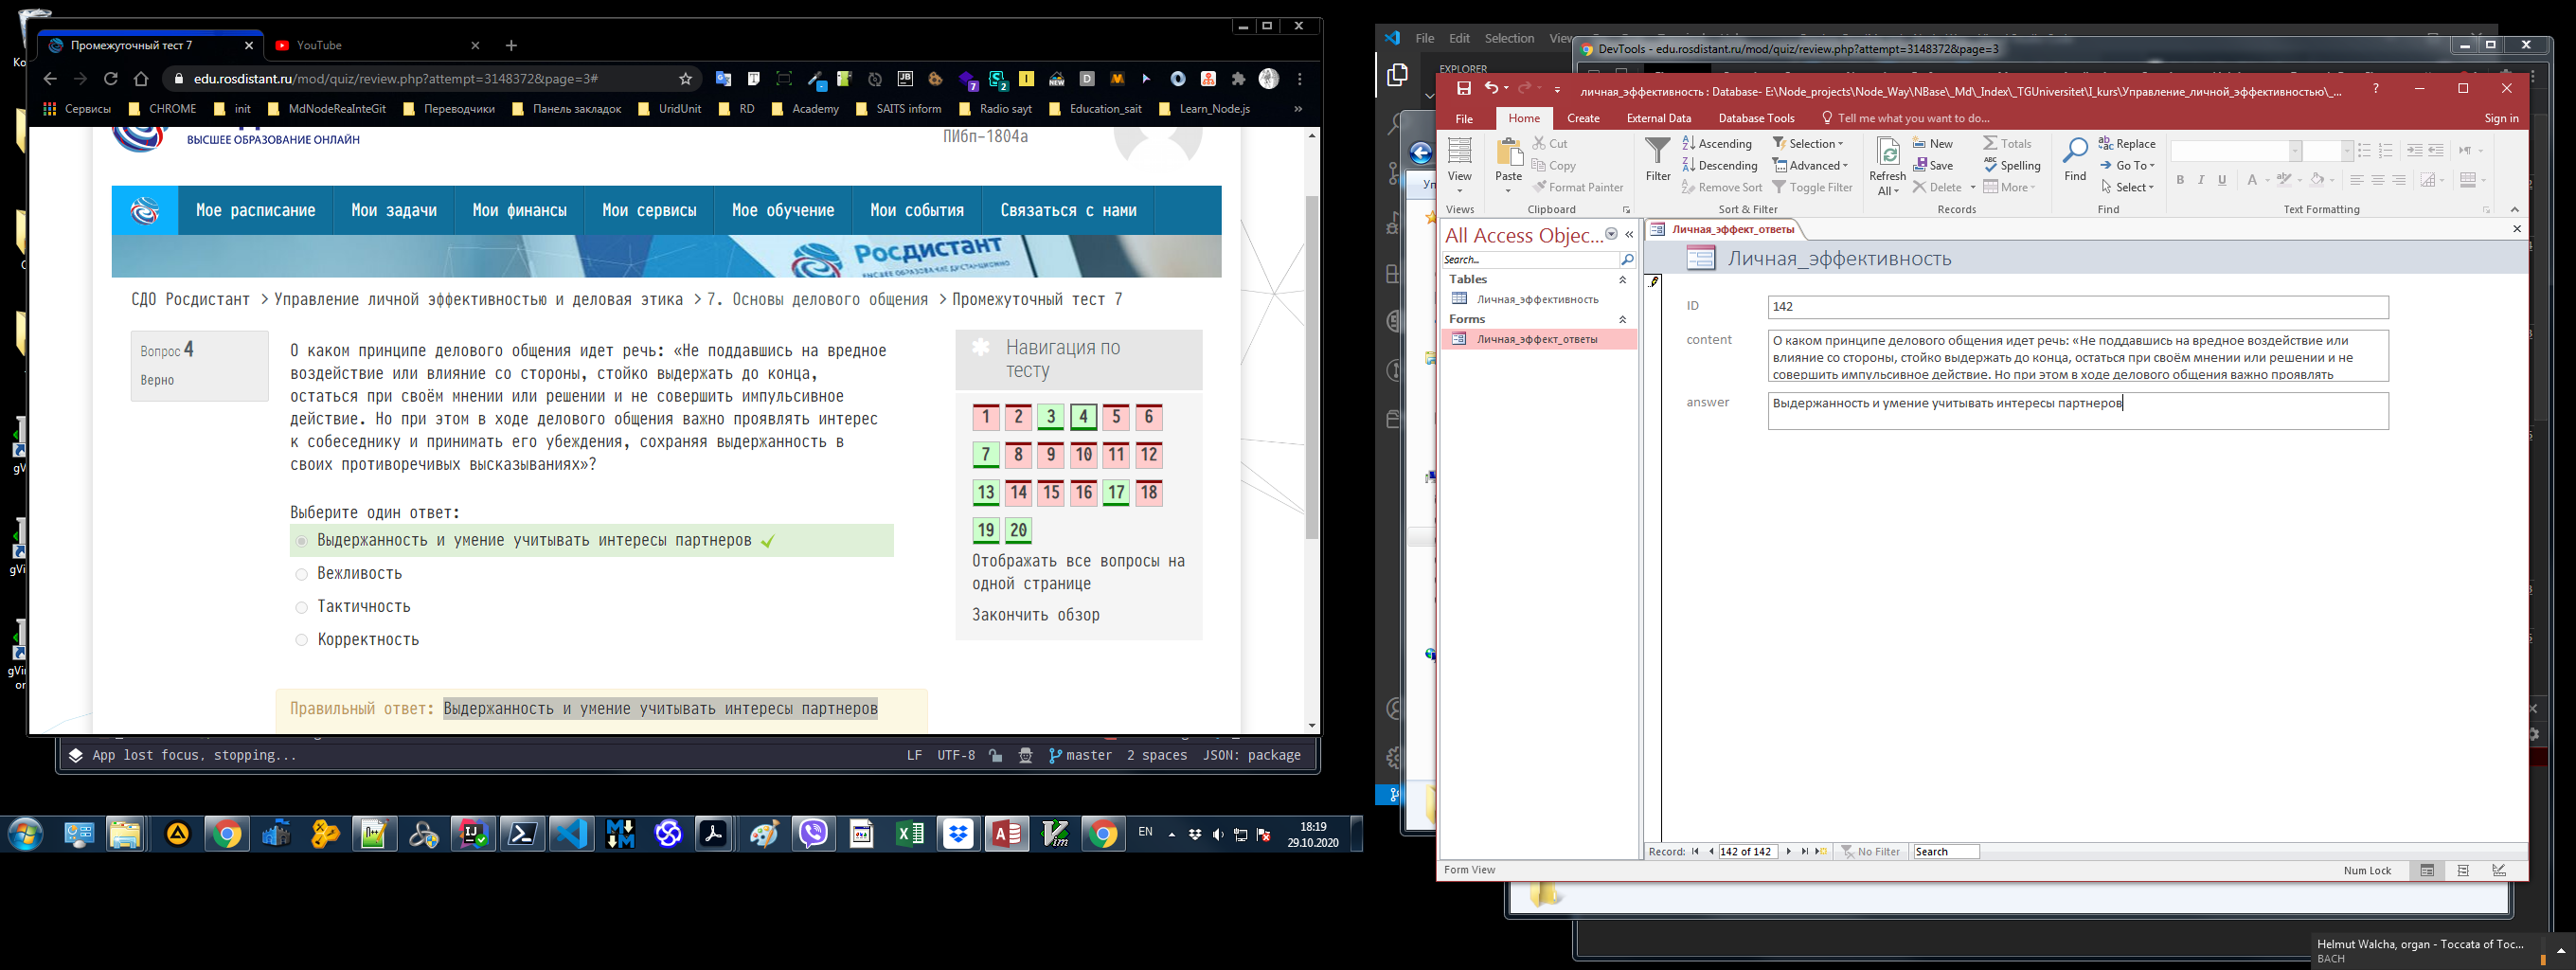 Промежуточный тест 7
YouTube
edu.rosdistant.ru/mod/quiz/review.php?attempt=3148372&page=3#
Сервисы
CHROME
init
MdNodeReaInteGit
Переводчики
Панель закладок
UridUnit
RD
Academy
SAITS inform
Radio sayt
Education_sait
Learn_Node.js
»
ВЫСШЕЕ ОБРАЗОВАНИЕ ОНЛАЙН
ПИбп-1804а
Мое расписание
Мои задачи
Мои финансы
Мои сервисы
Мое обучение
Мои события
Связаться с нами
Росдистант
ВЫСШЕЕ ОБРАЗОВАНИЕ ДИСТАНЦИОННО
СДО Росдистант > Управление личной эффективностью и деловая этика > 7. Основы делового общения > Промежуточный тест 7
Вопрос 4
Верно
О каком принципе делового общения идет речь: «Не поддавшись на вредное
воздействие или влияние со стороны, стойко выдержать до конца,
остаться при своём мнении или решении и не совершить импульсивное
действие. Но при этом в ходе делового общения важно проявлять интерес
к собеседнику и принимать его убеждения, сохраняя выдержанность в
своих противоречивых высказываниях»?
Выберите один ответ:
Выдержанность и умение учитывать интересы партнеров
Вежливость
Тактичность
Корректность
Правильный ответ: Выдержанность и умение учитывать интересы партнеров
Навигация по
тесту
1 2 3 4 5 6
7 8 9 10 11 12
13 14 15 16 17 18
19 20
Отображать все вопросы на
одной странице
Закончить обзор
App lost focus, stopping...
LF UTF-8 master 2 spaces JSON: package
EN
18:19
29.10.2020
File Edit Selection
EXPLORER
DevTools - edu.rosdistant.ru/mod/quiz/review.php?attempt=3148372&page=3
личная_эффективность : Database- E:\Node_projects\Node_Way\NBase\_Md\_Index\_TGUniversitet\I_kurs\Управление_личной_эффективностью\_...
File Home Create External Data Database Tools Tell me what you want to do...
Sign in
View
Views
Paste
Cut
Copy
Format Painter
Clipboard
Filter
Ascending
Descending
Remove Sort
Selection
Advanced
Toggle Filter
Sort & Filter
Refresh
All
New
Save
Delete
Totals
Spelling
More
Records
Find
Replace
Go To
Select
Find
B I U
Text Formatting
All Access Objec...
Search...
Tables
Личная_эффективность
Forms
Личная_эффект_ответы
Личная_эффект_ответы
Личная_эффективность
ID
142
content
О каком принципе делового общения идет речь: «Не поддавшись на вредное воздействие или
влияние со стороны, стойко выдержать до конца, остаться при своём мнении или решении и не
совершить импульсивное действие. Но при этом в ходе делового общения важно проявлять
answer
Выдержанность и умение учитывать интересы партнеров
Record: 142 of 142 No Filter Search
Form View
Num Lock
Helmut Walcha, organ - Toccata of Toc...
BACH